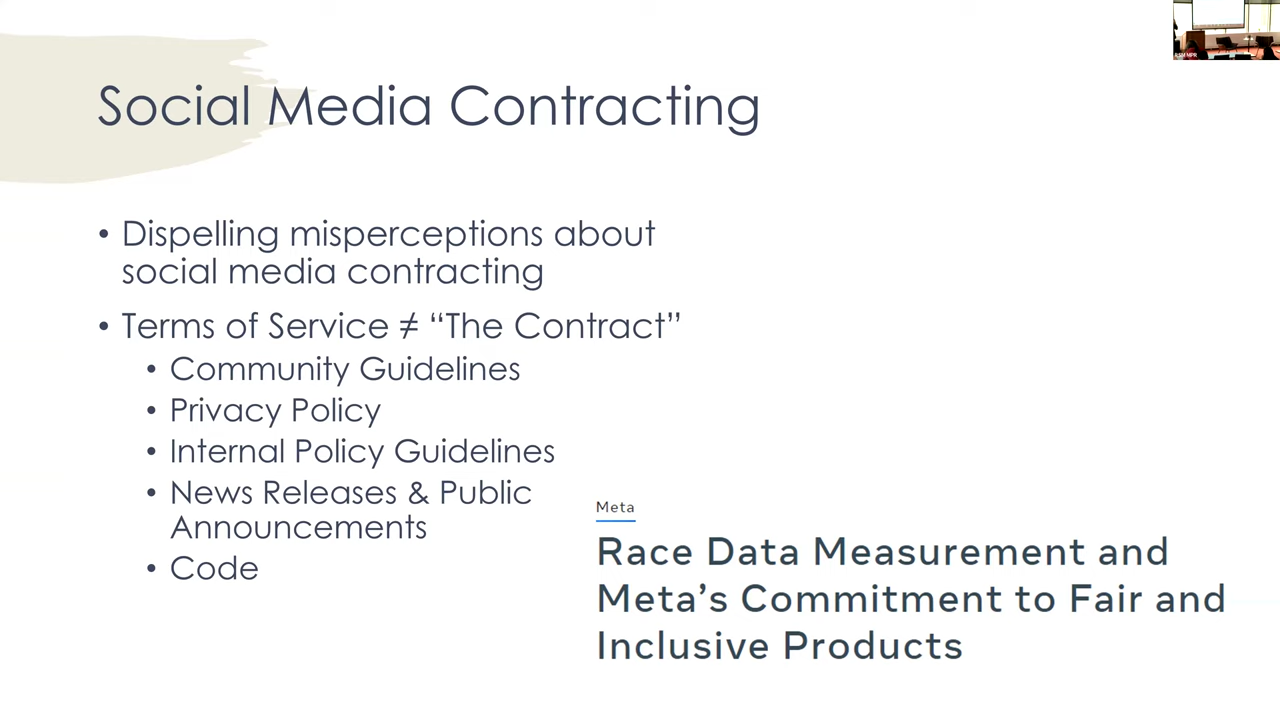 Social Media Contracting
• Dispelling misperceptions about
social media contracting
• Terms of Service ≠ “The Contract”
• Community Guidelines
• Privacy Policy
• Internal Policy Guidelines
• News Releases & Public
Announcements
• Code
Meta
Race Data Measurement and
Meta’s Commitment to Fair and
Inclusive Products